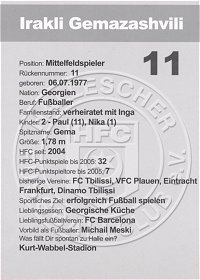 Irakli Gemazashvili
11
Position: Mittelfeldspieler
Rückennummer: 11
geboren: 06.07.1977
Nation: Georgien
Beruf: Fußballer
Familienstand: verheiratet mit Inga
Kinder: 2 - Paul (11), Nika (1)
Spitzname: Gema
Größe: 1,78 m
HFC seit: 2004
HFC-Punktspiele bis 2005: 32
HFC-Punktspieltore bis 2005: 7
bisherige Vereine: FC Tbilissi, VFC Plauen, Eintracht
Frankfurt, Dinamo Tbilissi
Sportliches Ziel: erfolgreich Fußball spielen
Lieblingsessen: Georgische Küche
Lieblingsfußballverein: FC Barcelona
Vorbild als Fußballer: Michail Meski
Was fällt Dir spontan zu Halle ein?
Kurt-Wabbel-Stadion
HFC